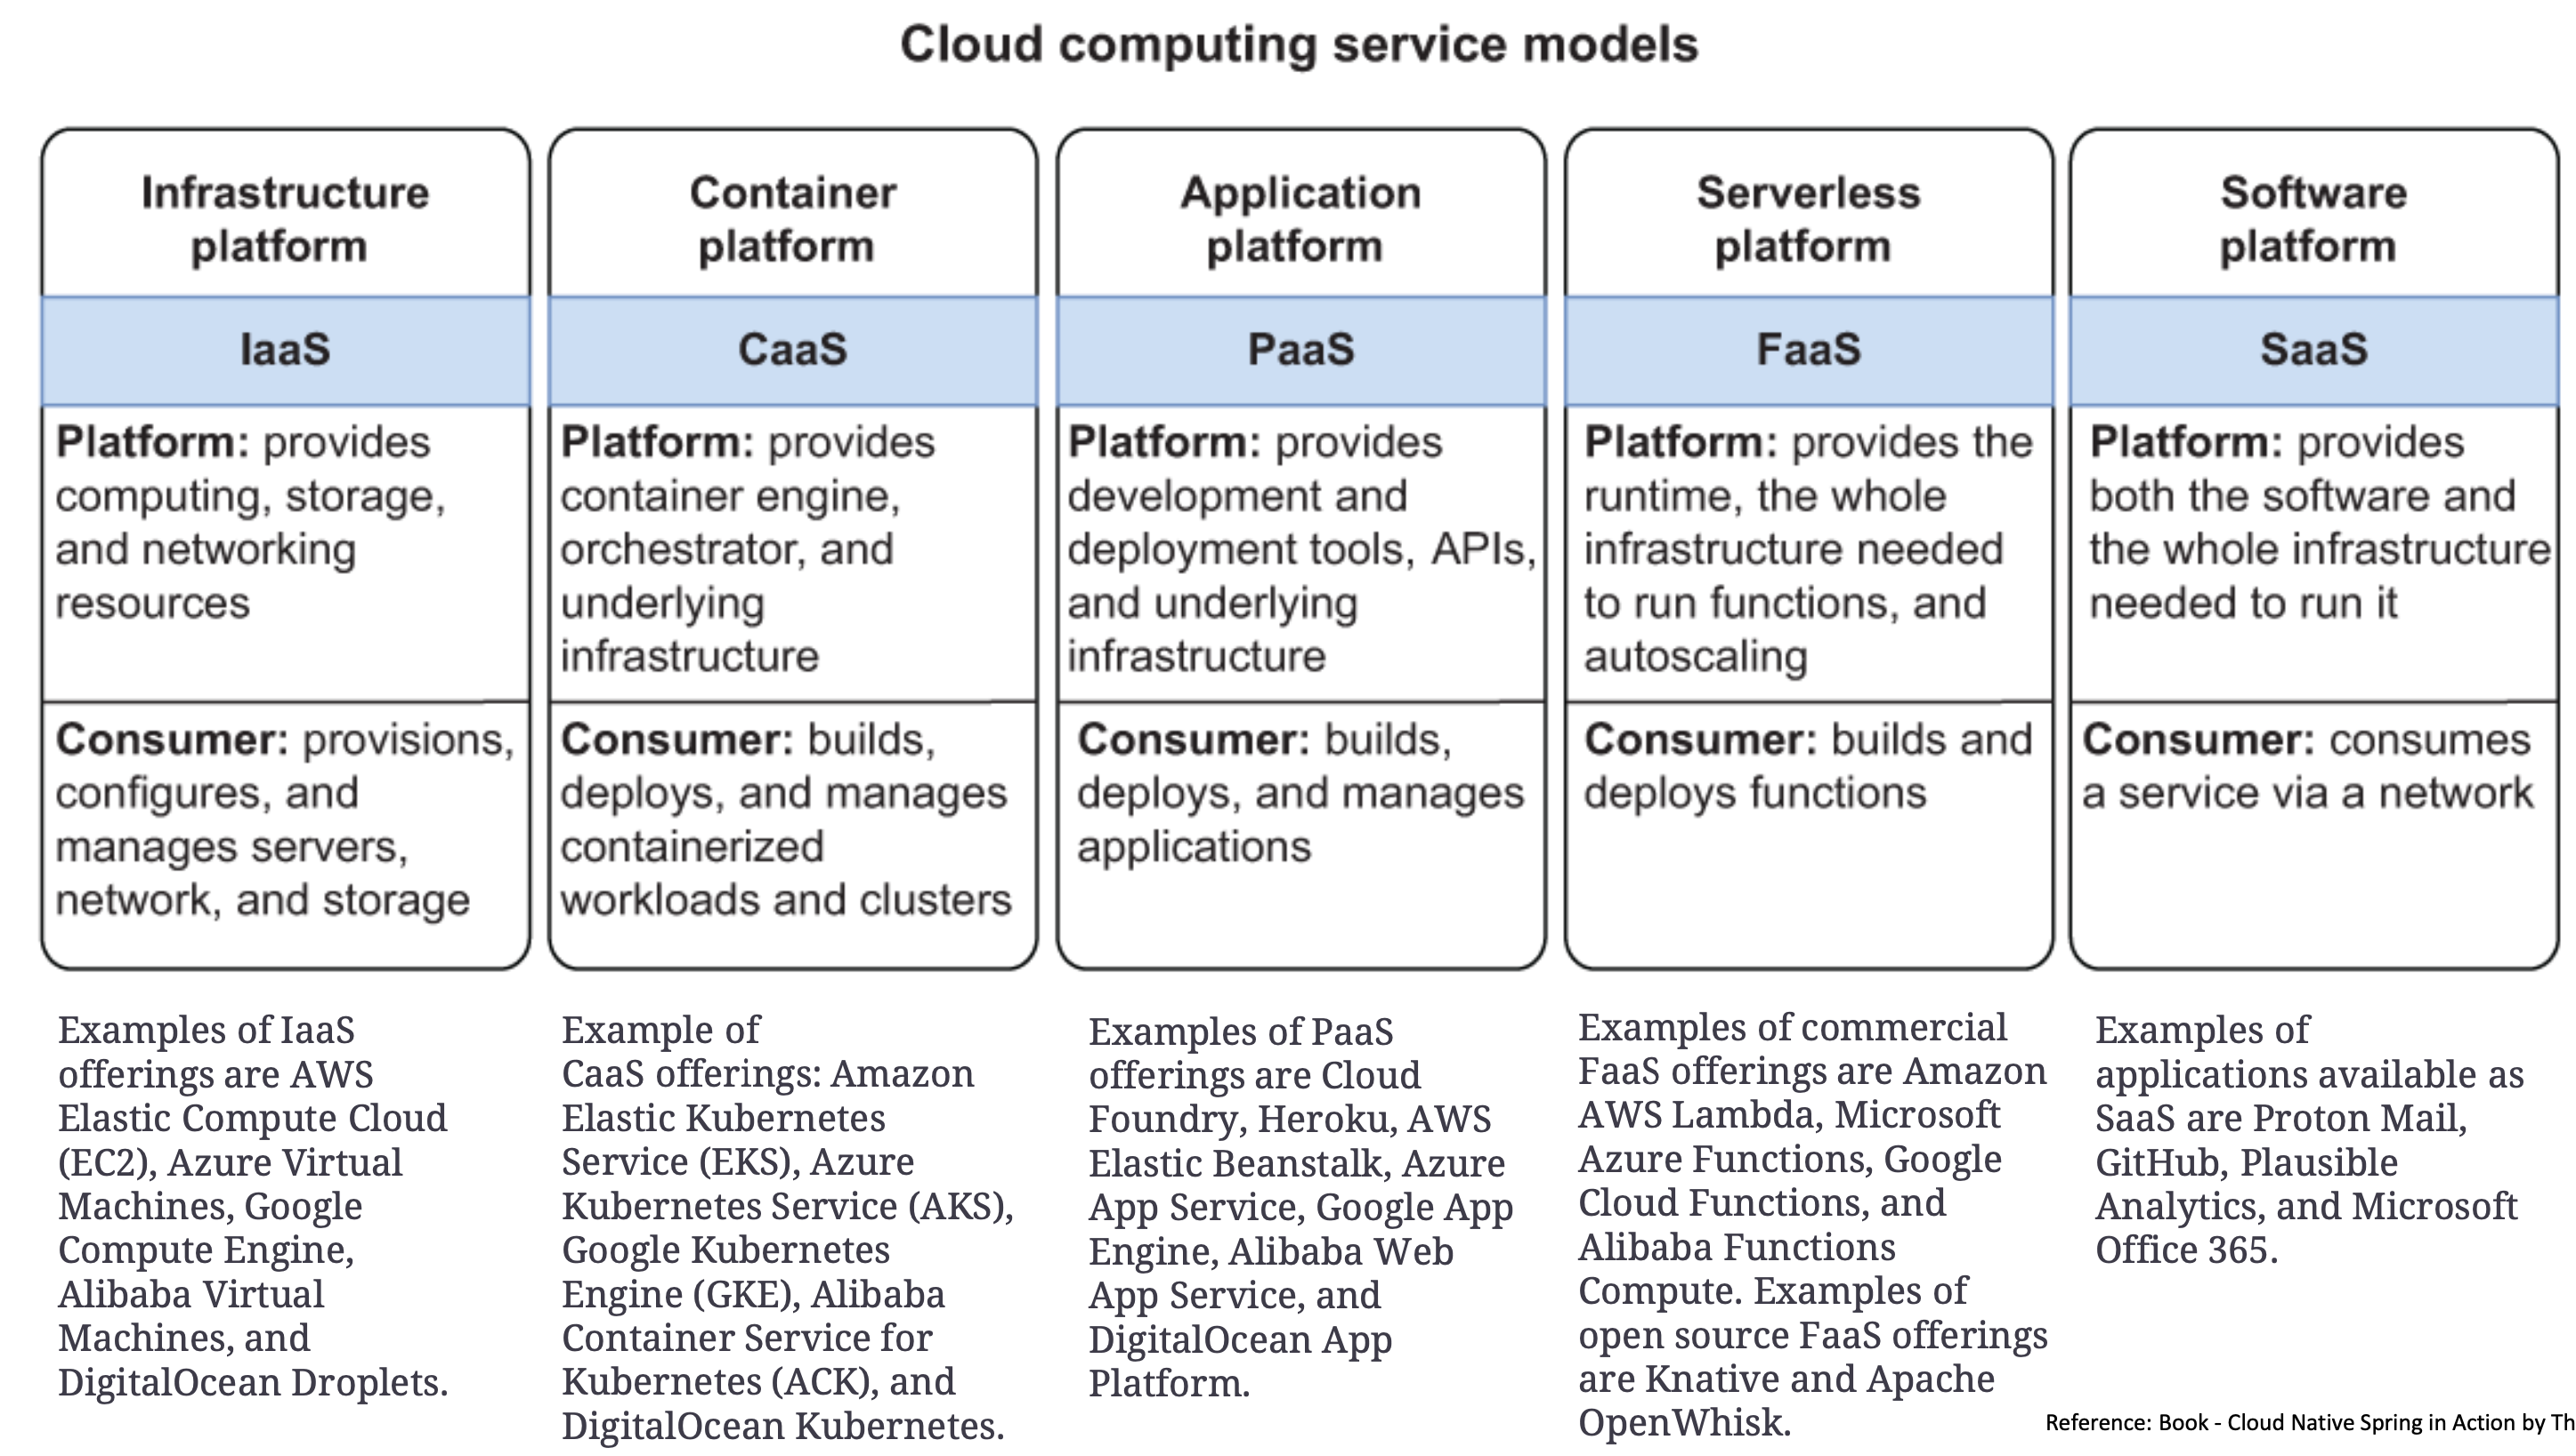 Cloud computing service models
Infrastructure
platform
IaaS
Platform: provides
computing, storage,
and networking
resources
Consumer: provisions,
configures, and
manages servers,
network, and storage
Examples of IaaS
offerings are AWS
Elastic Compute Cloud
(EC2), Azure Virtual
Machines, Google
Compute Engine,
Alibaba Virtual
Machines, and
DigitalOcean Droplets.
Container
platform
CaaS
Platform: provides
container engine,
orchestrator, and
underlying
infrastructure
Consumer: builds,
deploys, and manages
containerized
workloads and clusters
Example of
CaaS offerings: Amazon
Elastic Kubernetes
Service (EKS), Azure
Kubernetes Service (AKS),
Google Kubernetes
Engine (GKE), Alibaba
Container Service for
Kubernetes (ACK), and
DigitalOcean Kubernetes.
Application
platform
PaaS
Platform: provides
development and
deployment tools, APIs,
and underlying
infrastructure
Consumer: builds,
deploys, and manages
applications
Examples of PaaS
offerings are Cloud
Foundry, Heroku, AWS
Elastic Beanstalk, Azure
App Service, Google App
Engine, Alibaba Web
App Service, and
DigitalOcean App
Platform.
Serverless
platform
FaaS
Platform: provides the
runtime, the whole
infrastructure needed
to run functions, and
autoscaling
Consumer: builds and
deploys functions
Examples of commercial
FaaS offerings are Amazon
AWS Lambda, Microsoft
Azure Functions, Google
Cloud Functions, and
Alibaba Functions
Compute. Examples of
open source FaaS offerings
are Knative and Apache
OpenWhisk.
Software
platform
SaaS
Platform: provides
both the software and
the whole infrastructure
needed to run it
Consumer: consumes
a service via a network
Examples of
applications available as
SaaS are Proton Mail,
GitHub, Plausible
Analytics, and Microsoft
Office 365.
Reference: Book - Cloud Native Spring in Action by Th